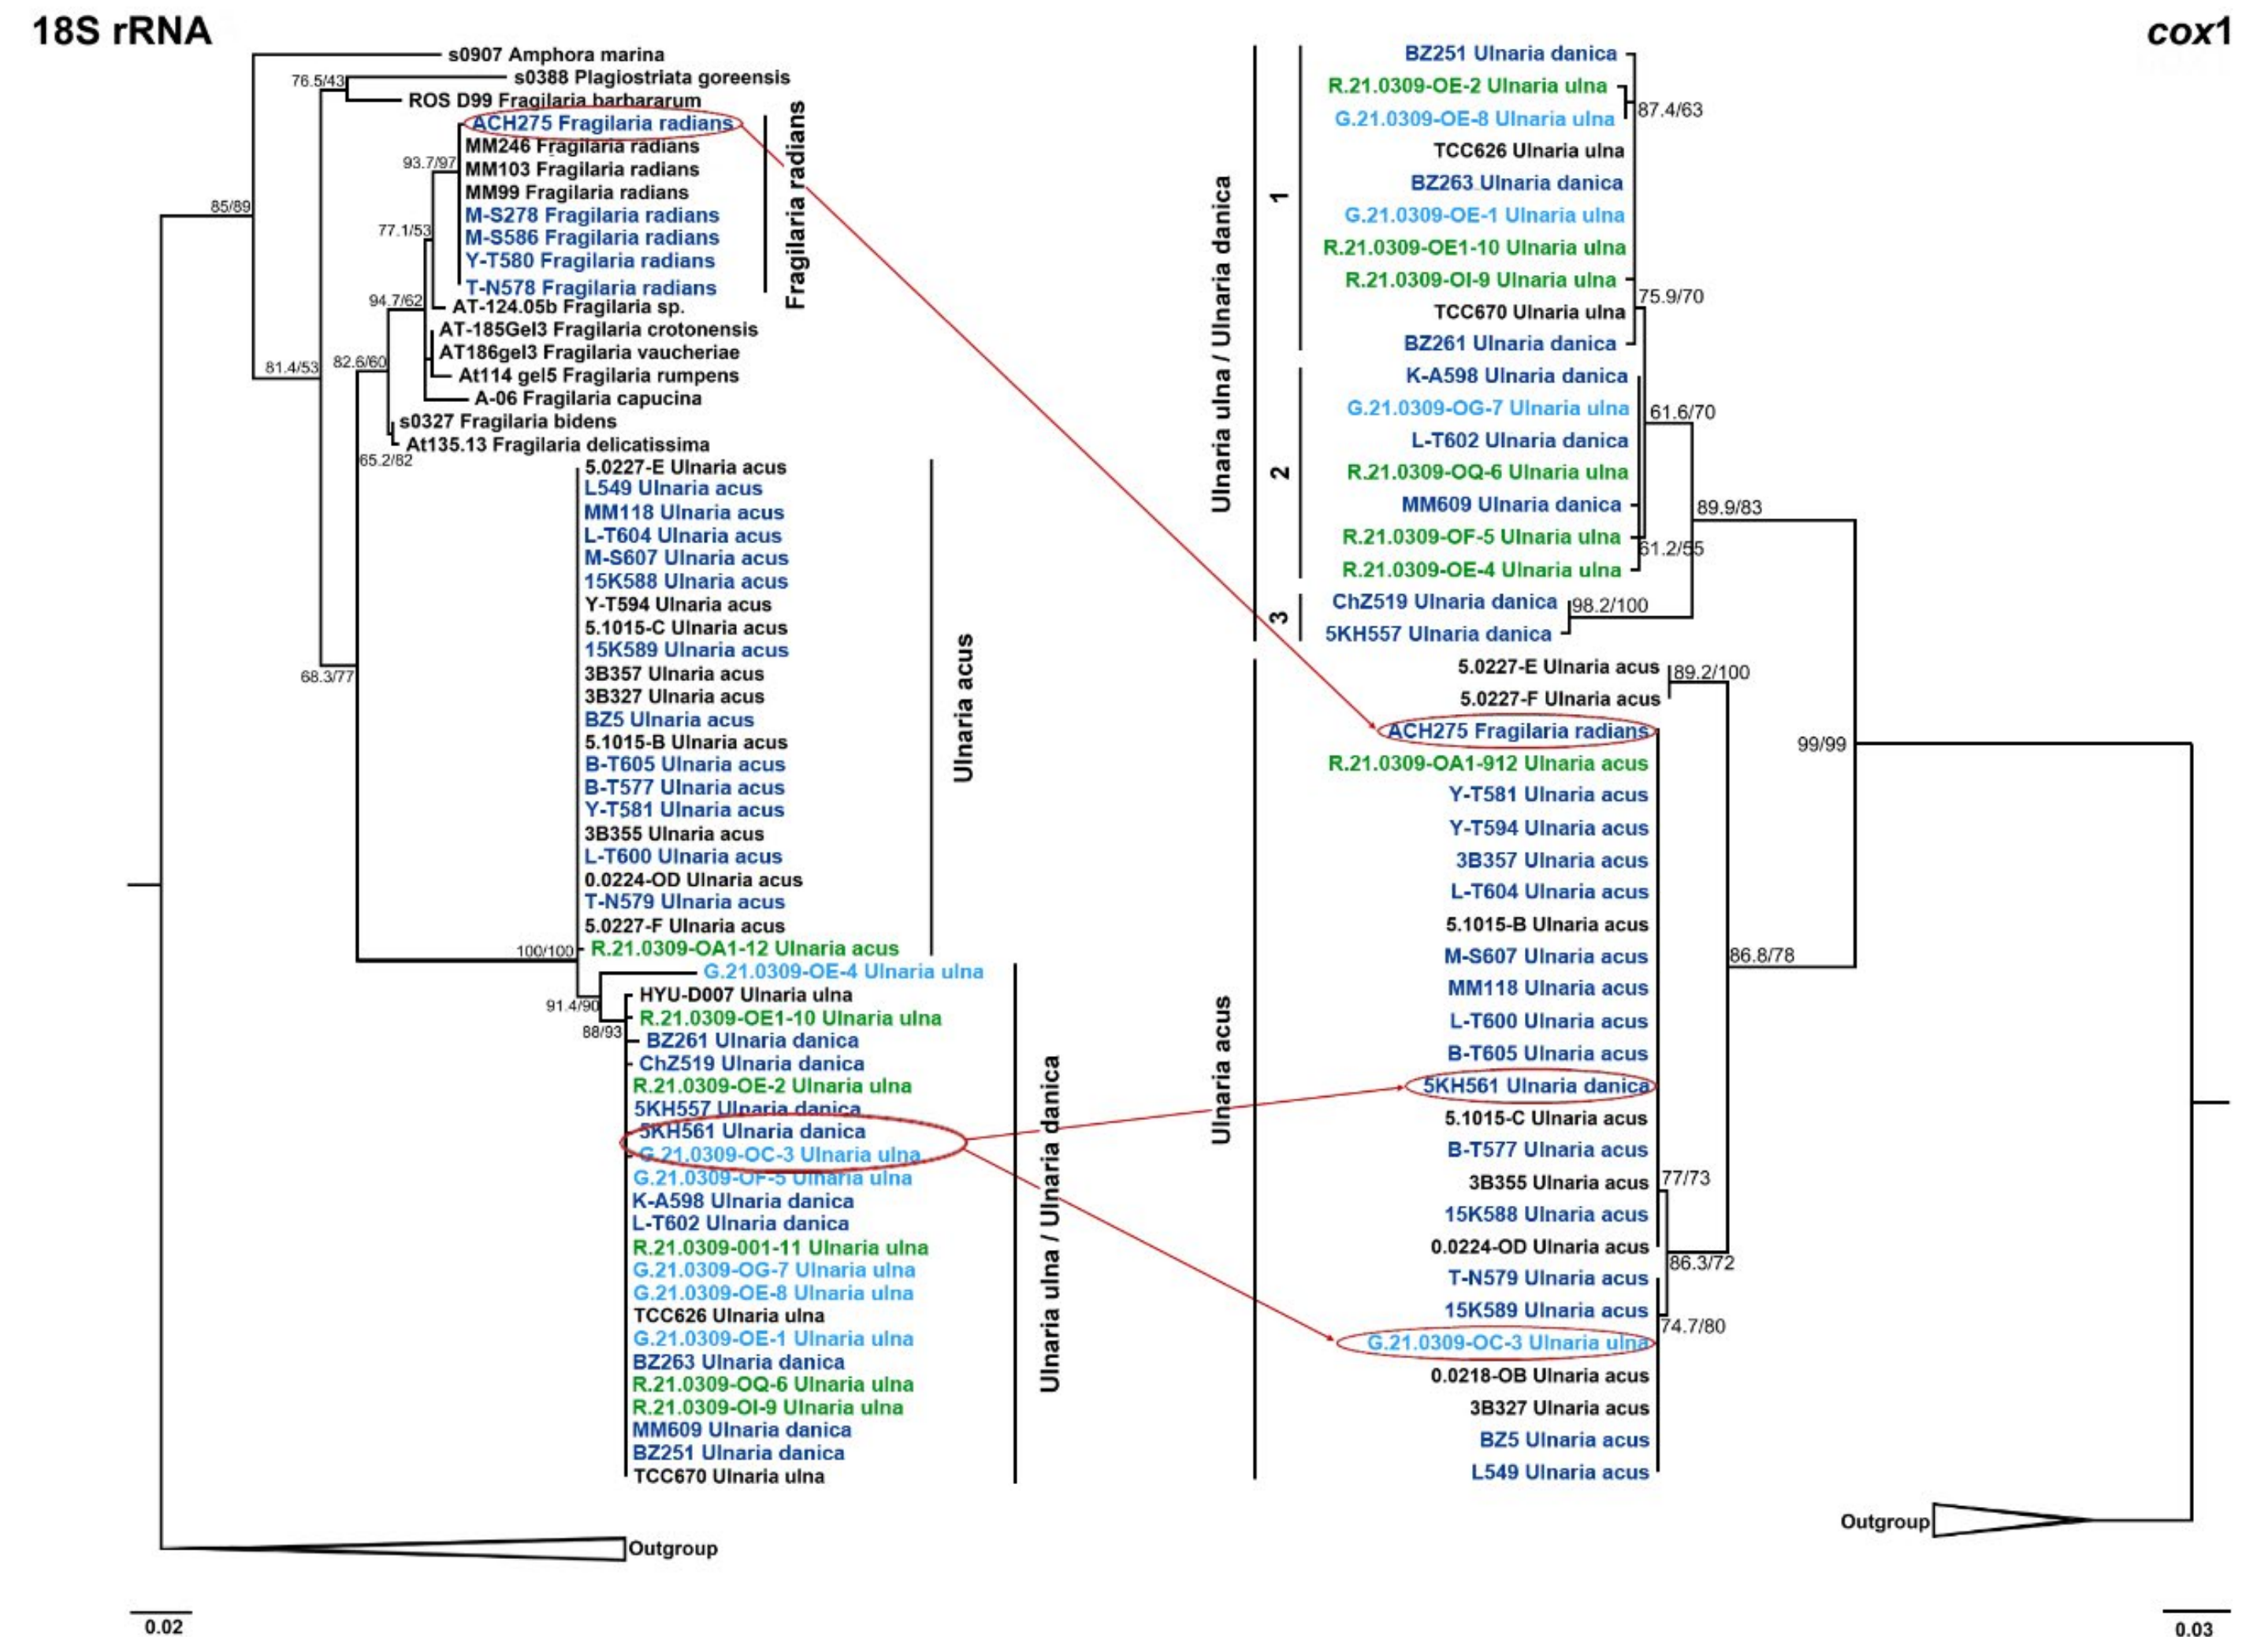 18S rRNA
s0907 Amphora marina
76.5/43
s0388 Plagiostriata goreensis
ROS D99 Fragilaria barbararum
ACH275 Fragilaria radians
MM246 Fragilaria radians
93.7/97
MM103 Fragilaria radians
MM99 Fragilaria radians
85/89
M-S278 Fragilaria radians
77.1/53
M-S586 Fragilaria radians
Y-T580 Fragilaria radians
T-N578 Fragilaria radians
Fragilaria radians
94.7/62
AT-124.05b Fragilaria sp.
AT-185Gel3 Fragilaria crotonensis
AT186gel3 Fragilaria vaucheriae
81.4/53
82.6/60
At114 gel5 Fragilaria rumpens
A-06 Fragilaria capucina
s0327 Fragilaria bidens
At135.13 Fragilaria delicatissima
65.2/82
5.0227-E Ulnaria acus
L549 Ulnaria acus
MM118 Ulnaria acus
L-T604 Ulnaria acus
M-S607 Ulnaria acus
15K588 Ulnaria acus
Y-T594 Ulnaria acus
5.1015-C Ulnaria acus
15K589 Ulnaria acus
68.3/77
3B357 Ulnaria acus
3B327 Ulnaria acus
BZ5 Ulnaria acus
5.1015-B Ulnaria acus
B-T605 Ulnaria acus
B-T577 Ulnaria acus
Y-T581 Ulnaria acus
3B355 Ulnaria acus
L-T600 Ulnaria acus
0.0224-OD Ulnaria acus
T-N579 Ulnaria acus
5.0227-F Ulnaria acus
100/100
R.21.0309-OA1-12 Ulnaria acus
Ulnaria acus
G.21.0309-OE-4 Ulnaria ulna
HYU-D007 Ulnaria ulna
91.4/90
R.21.0309-OE1-10 Ulnaria ulna
88/93
BZ261 Ulnaria danica
ChZ519 Ulnaria danica
R.21.0309-OE-2 Ulnaria ulna
5KH557 Ulnaria danica
5KH561 Ulnaria danica
G.21.0309-OC-3 Ulnaria ulna
G.21.0309-OF-5 Ulnaria ulna
K-A598 Ulnaria danica
L-T602 Ulnaria danica
R.21.0309-001-11 Ulnaria ulna
G.21.0309-OG-7 Ulnaria ulna
G.21.0309-OE-8 Ulnaria ulna
TCC626 Ulnaria ulna
G.21.0309-OE-1 Ulnaria ulna
BZ263 Ulnaria danica
R.21.0309-OQ-6 Ulnaria ulna
R.21.0309-OI-9 Ulnaria ulna
MM609 Ulnaria danica
BZ251 Ulnaria danica
TCC670 Ulnaria ulna
Ulnaria ulna / Ulnaria danica
Outgroup
0.02
cox1
BZ251 Ulnaria danica
R.21.0309-OE-2 Ulnaria ulna
87.4/63
G.21.0309-OE-8 Ulnaria ulna
TCC626 Ulnaria ulna
BZ263 Ulnaria danica
G.21.0309-OE-1 Ulnaria ulna
R.21.0309-OE1-10 Ulnaria ulna
R.21.0309-OI-9 Ulnaria ulna
75.9/70
TCC670 Ulnaria ulna
BZ261 Ulnaria danica
1
K-A598 Ulnaria danica
G.21.0309-OG-7 Ulnaria ulna
61.6/70
L-T602 Ulnaria danica
R.21.0309-OQ-6 Ulnaria ulna
MM609 Ulnaria danica
89.9/83
R.21.0309-OF-5 Ulnaria ulna
61.2/55
R.21.0309-OE-4 Ulnaria ulna
2
ChZ519 Ulnaria danica
98.2/100
5KH557 Ulnaria danica
3
Ulnaria ulna / Ulnaria danica
5.0227-E Ulnaria acus
89.2/100
5.0227-F Ulnaria acus
ACH275 Fragilaria radians
99/99
R.21.0309-OA1-912 Ulnaria acus
Y-T581 Ulnaria acus
Y-T594 Ulnaria acus
3B357 Ulnaria acus
L-T604 Ulnaria acus
5.1015-B Ulnaria acus
M-S607 Ulnaria acus
86.8/78
MM118 Ulnaria acus
L-T600 Ulnaria acus
B-T605 Ulnaria acus
5KH561 Ulnaria danica
5.1015-C Ulnaria acus
B-T577 Ulnaria acus
3B355 Ulnaria acus
77/73
15K588 Ulnaria acus
0.0224-OD Ulnaria acus
86.3/72
T-N579 Ulnaria acus
15K589 Ulnaria acus
74.7/80
G.21.0309-OC-3 Ulnaria ulna
0.0218-OB Ulnaria acus
3B327 Ulnaria acus
BZ5 Ulnaria acus
L549 Ulnaria acus
Ulnaria acus
Outgroup
0.03